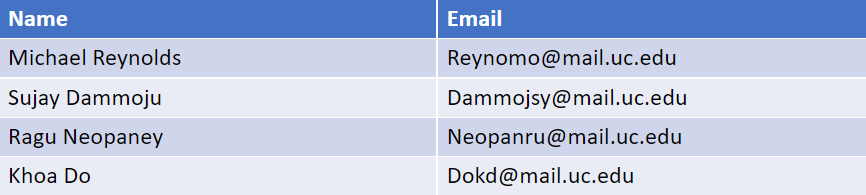 Name Email
Michael Reynolds Reynomo@mail.uc.edu
Sujay Dammoju Dammojsy@mail.uc.edu
Ragu Neopaney Neopanru@mail.uc.edu
Khoa Do Dokd@mail.uc.edu